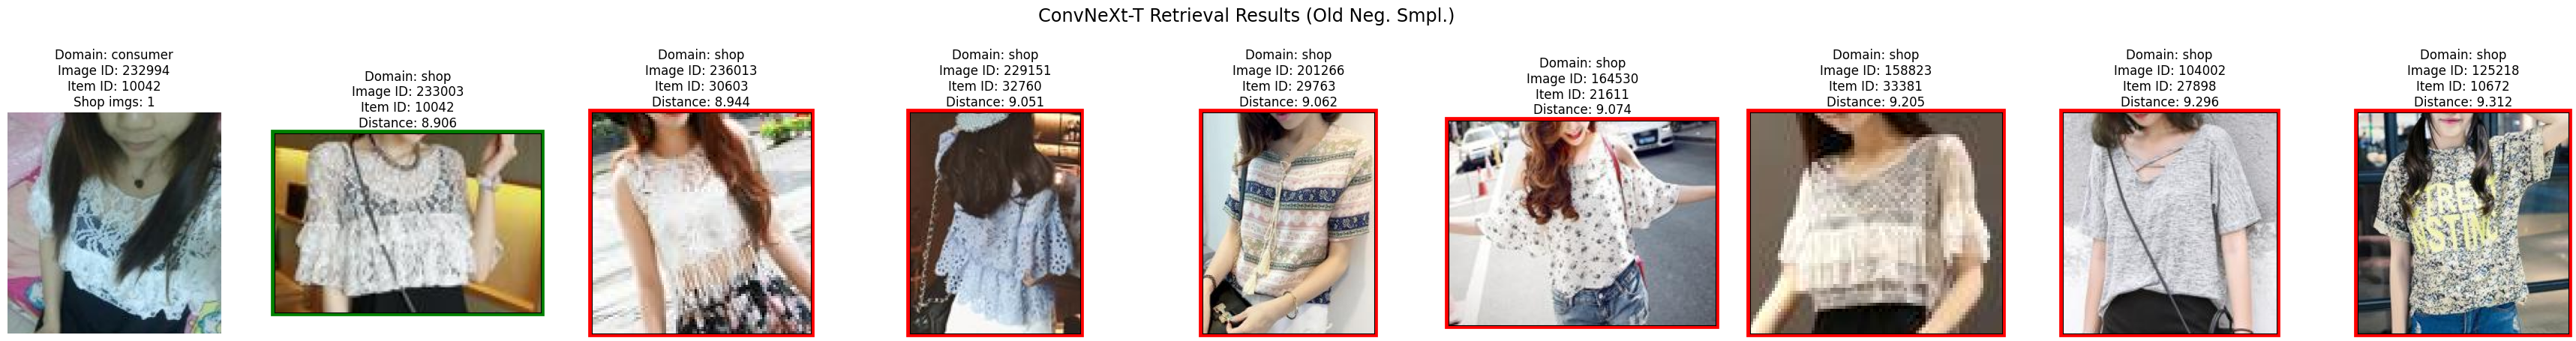 ConvNeXt-T Retrieval Results (Old Neg. Smpl.)
Domain: consumer
Image ID: 232994
Item ID: 10042
Shop imgs: 1
Domain: shop
Image ID: 233003
Item ID: 10042
Distance: 8.906
Domain: shop
Image ID: 236013
Item ID: 30603
Distance: 8.944
Domain: shop
Image ID: 229151
Item ID: 32760
Distance: 9.051
Domain: shop
Image ID: 201266
Item ID: 29763
Distance: 9.062
Domain: shop
Image ID: 164530
Item ID: 21611
Distance: 9.074
Domain: shop
Image ID: 158823
Item ID: 33381
Distance: 9.205
Domain: shop
Image ID: 104002
Item ID: 27898
Distance: 9.296
Domain: shop
Image ID: 125218
Item ID: 10672
Distance: 9.312